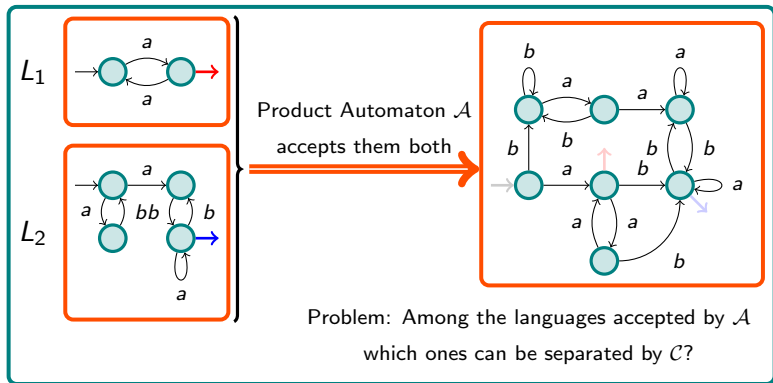 L₁
a
a
L₂
a
a
bb
b
a
Product Automaton 𝒜
accepts them both
b
a
a
a
b
b
b
b
a
b
a
a
a
b
Problem: Among the languages accepted by 𝒜
which ones can be separated by 𝒞?